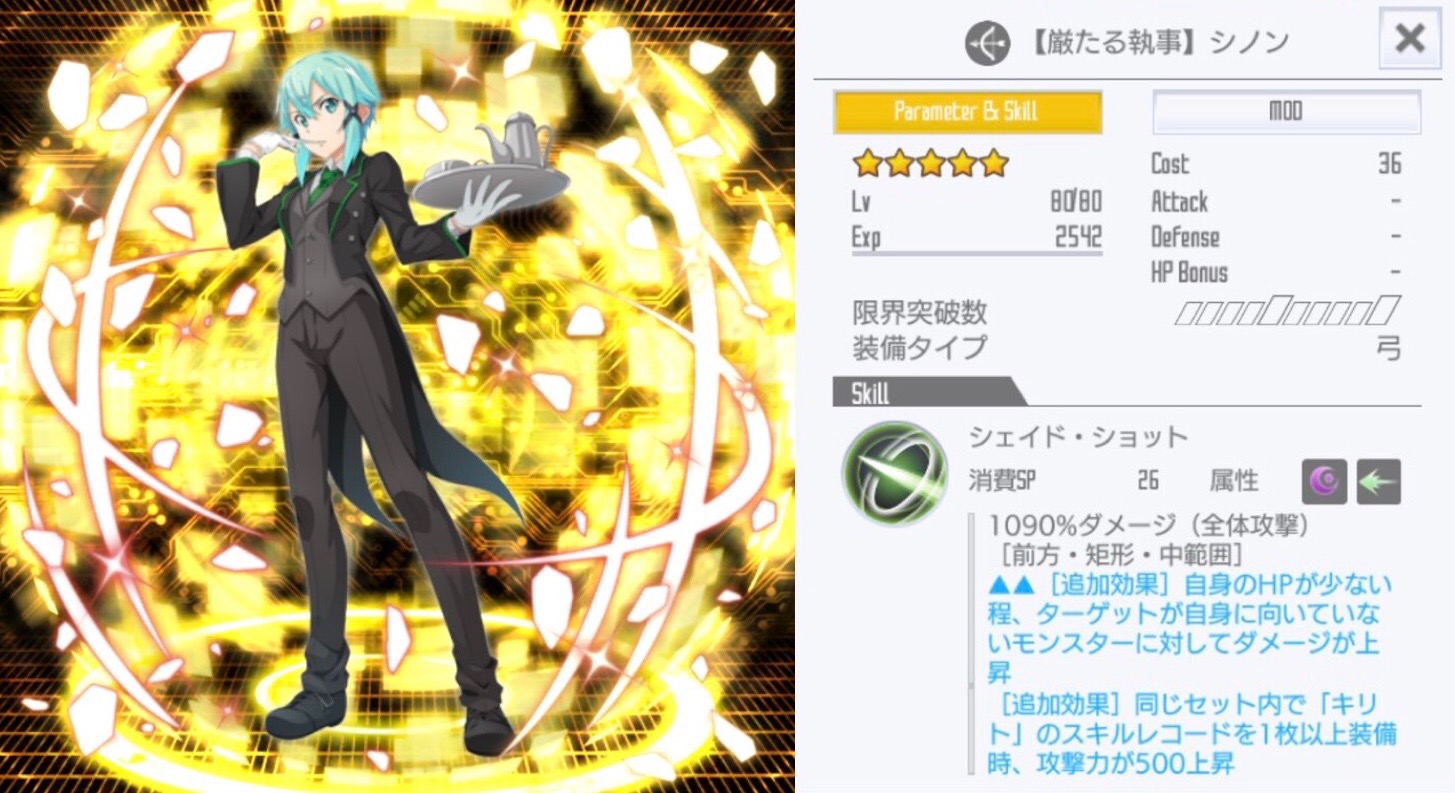 【厳たる執事】シノン
Parameter & Skill
MOD
Lv 80/80
Exp 2542
Cost 36
Attack -
Defense -
HP Bonus -
限界突破数
装備タイプ 弓
Skill
シェイド・ショット
消費SP 26 属性
1090%ダメージ（全体攻撃）
［前方・矩形・中範囲］
▲▲［追加効果］自身のHPが少ない
程、ターゲットが自身に向いていな
いモンスターに対してダメージが上
昇
［追加効果］同じセット内で「キリ
ト」のスキルレコードを1枚以上装備
時、攻撃力が500上昇